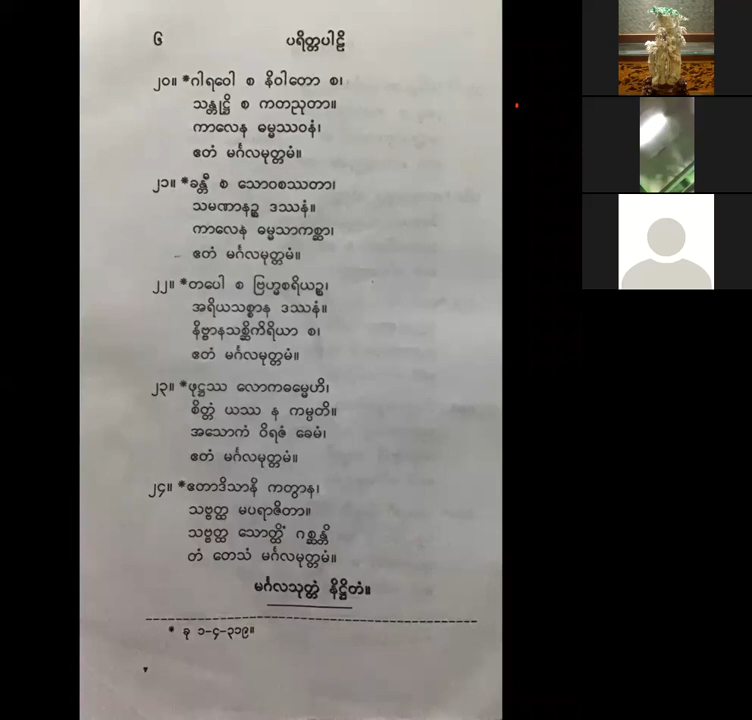 ၆ ပရိတ္တပါဠိ
၂၀။ *ဂါရဝေါ စ နိဝါတော စ၊
သန္တုဋ္ဌိ စ ကတညုတာ။
ကာလေန ဓမ္မဿဝနံ၊
ဧတံ မင်္ဂလမုတ္တမံ။
၂၁။ *ခန္တီ စ သောဝစဿတာ၊
သမဏာနဉ္စ ဒဿနံ။
ကာလေန ဓမ္မသာကစ္ဆာ၊
ဧတံ မင်္ဂလမုတ္တမံ။
၂၂။ *တပေါ စ ဗြဟ္မစရိယဉ္စ၊
အရိယသစ္စာန ဒဿနံ။
နိဗ္ဗာနသစ္ဆိကိရိယာ စ၊
ဧတံ မင်္ဂလမုတ္တမံ။
၂၃။ *ဖုဋ္ဌဿ လောကဓမ္မေဟိ၊
စိတ္တံ ယဿ န ကမ္ပတိ။
အသောကံ ဝိရဇံ ခေမံ၊
ဧတံ မင်္ဂလမုတ္တမံ။
၂၄။ *ဧတာဒိသာနိ ကတွာန၊
သဗ္ဗတ္ထ မပရာဇိတာ။
သဗ္ဗတ္ထ သောတ္ထိံ ဂစ္ဆန္တိ
တံ တေသံ မင်္ဂလမုတ္တမံ။
မင်္ဂလသုတ္တံ နိဋ္ဌိတံ။
* ခု ၁-၄-၃၁၉။